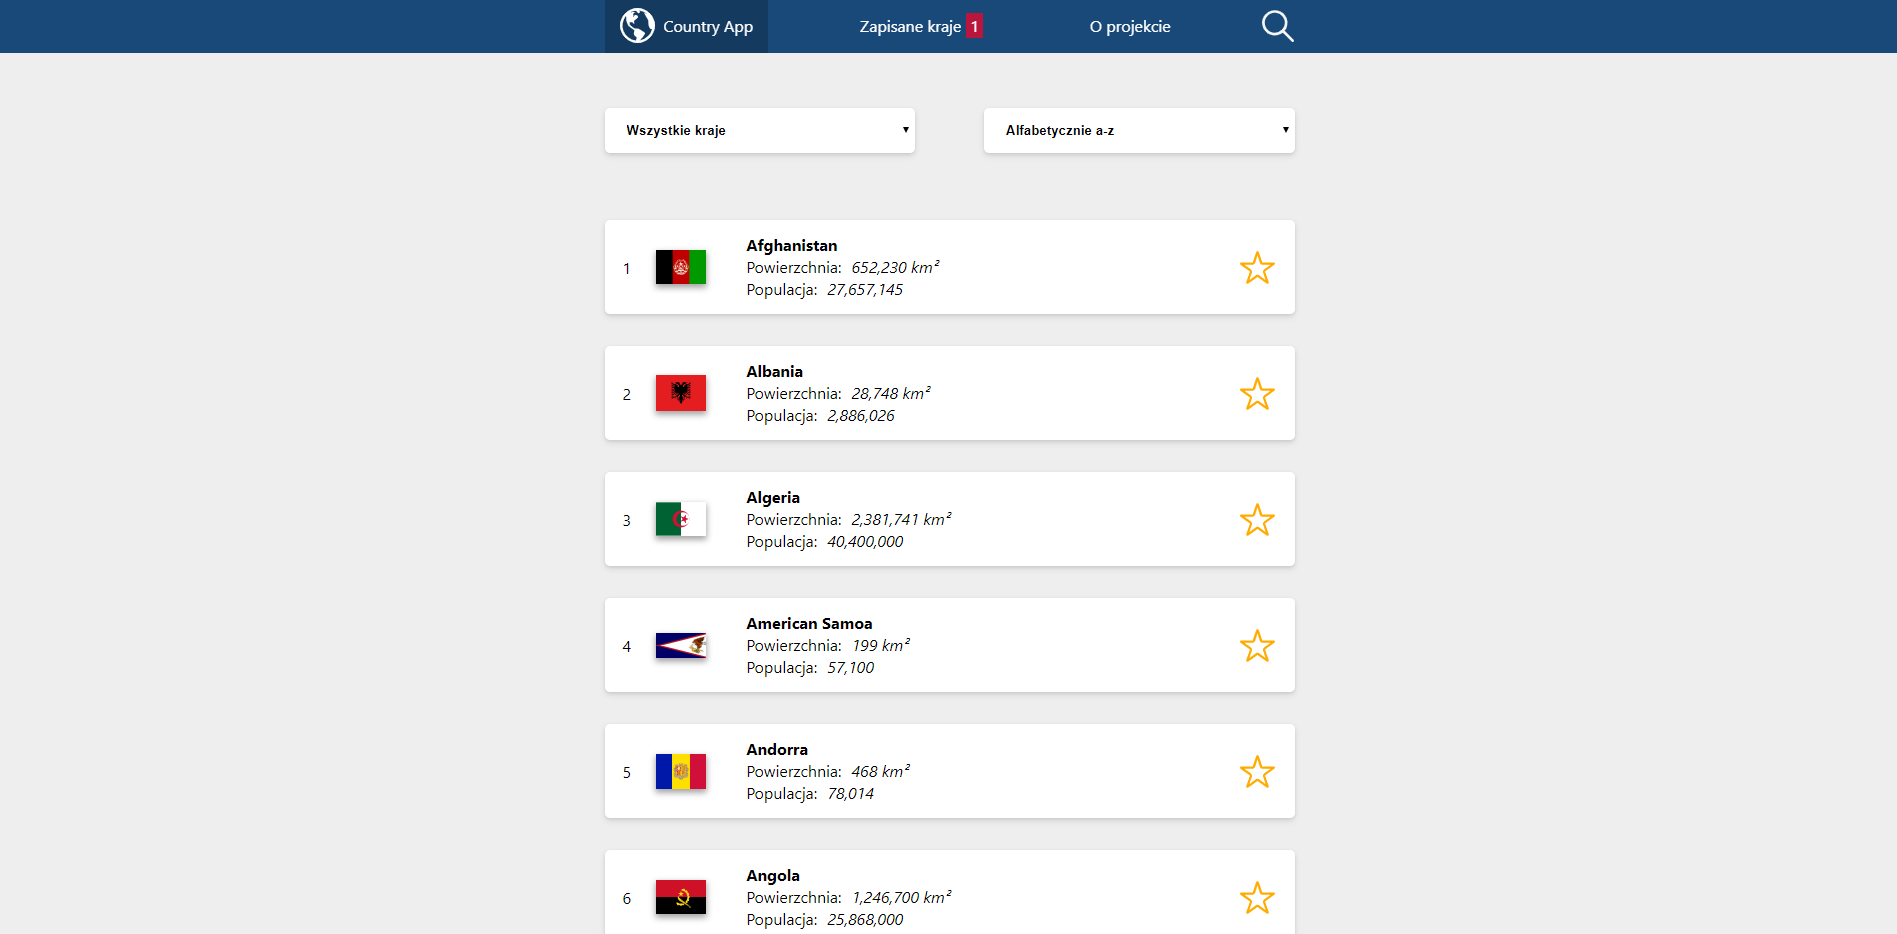 Country App
Zapisane kraje 1
O projekcie
Wszystkie kraje
Alfabetycznie a-z
1
Afghanistan
Powierzchnia: 652,230 km²
Populacja: 27,657,145
2
Albania
Powierzchnia: 28,748 km²
Populacja: 2,886,026
3
Algeria
Powierzchnia: 2,381,741 km²
Populacja: 40,400,000
4
American Samoa
Powierzchnia: 199 km²
Populacja: 57,100
5
Andorra
Powierzchnia: 468 km²
Populacja: 78,014
6
Angola
Powierzchnia: 1,246,700 km²
Populacja: 25,868,000